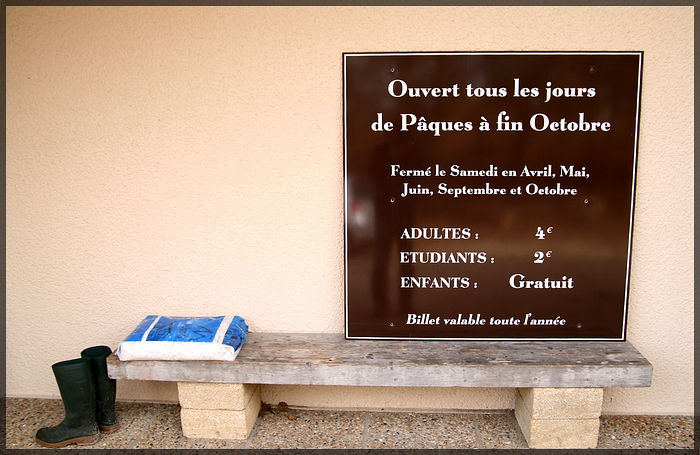 Ouvert tous les jours
de Pâques à fin Octobre
Fermé le Samedi en Avril, Mai,
Juin, Septembre et Octobre
ADULTES : 4€
ETUDIANTS : 2€
ENFANTS : Gratuit
Billet valable toute l'année